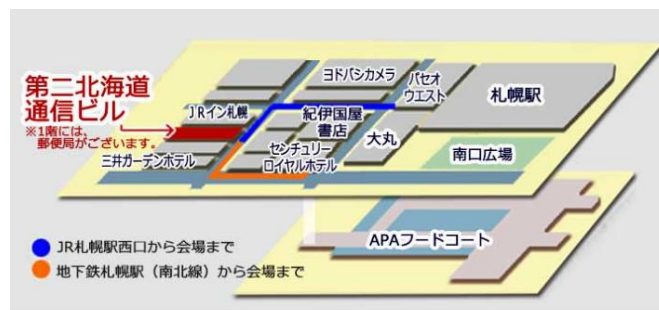 第二北海道
通信ビル
※1階には、
郵便局がございます。
ヨドバシカメラ
パセオ
ウエスト
札幌駅
JRイン札幌
紀伊国屋
書店
大丸
三井ガーデンホテル
センチュリー
ロイヤルホテル
南口広場
APAフードコート
JR札幌駅西口から会場まで
地下鉄札幌駅（南北線）から会場まで